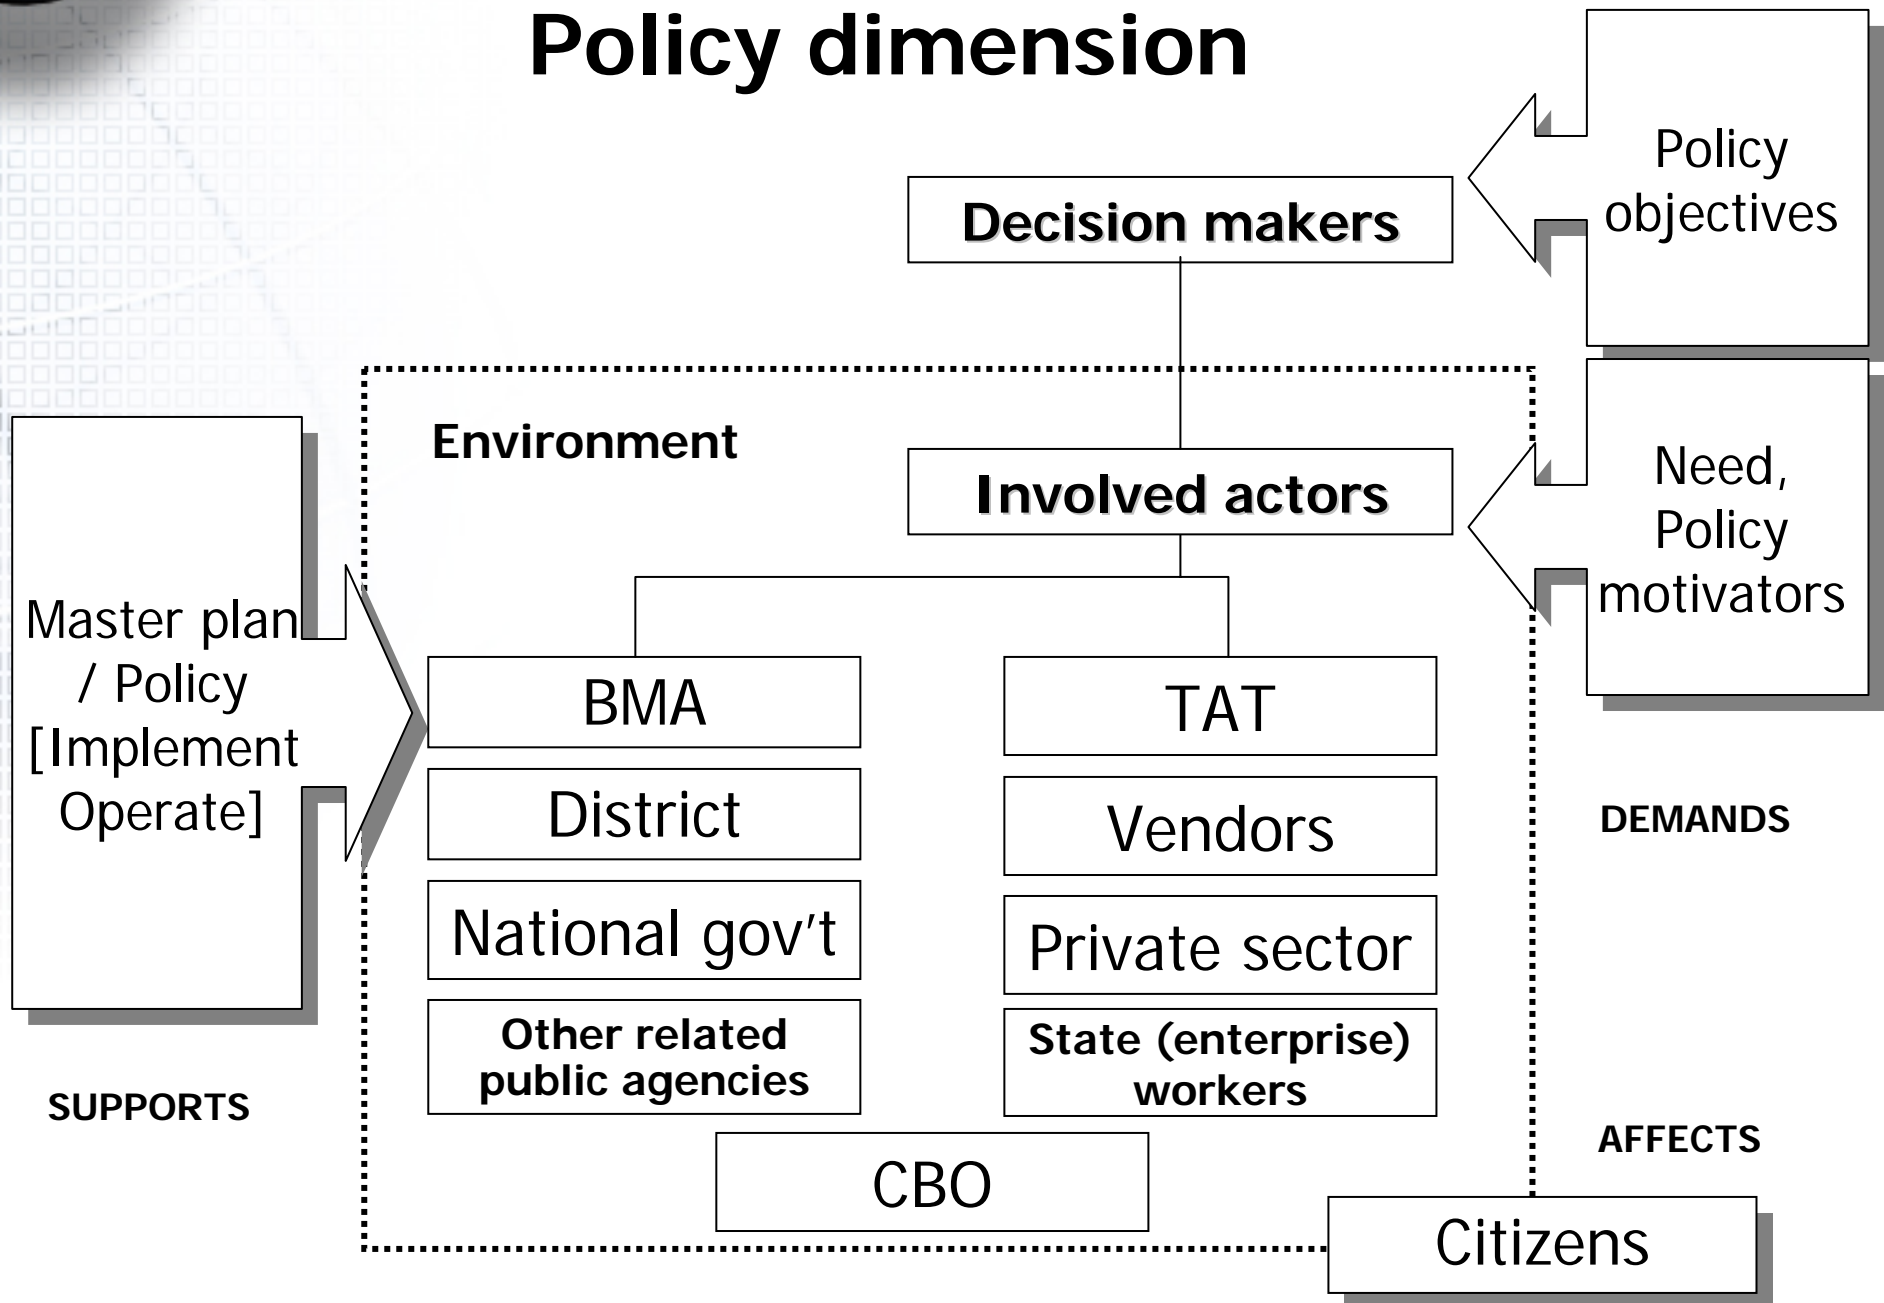 Policy dimension
Policy
objectives
Decision makers
Environment
Involved actors
Need,
Policy
motivators
Master plan
/ Policy
[Implement
Operate]
BMA
TAT
District
Vendors
DEMANDS
National gov't
Private sector
Other related
public agencies
State (enterprise)
workers
SUPPORTS
AFFECTS
CBO
Citizens